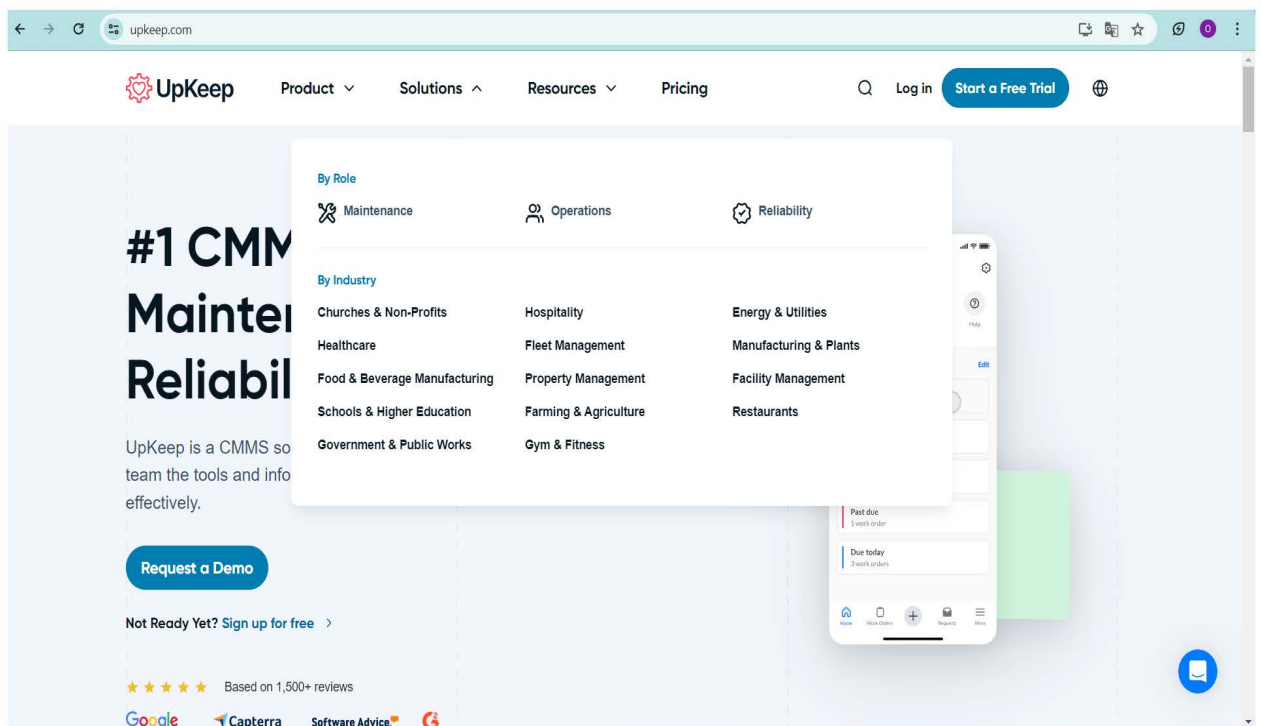 upkeep.com
O
UpKeep Product Solutions Resources Pricing Log in Start a Free Trial
By Role
Maintenance Operations Reliability
By Industry
Churches & Non-Profits Hospitality Energy & Utilities
Healthcare Fleet Management Manufacturing & Plants
Food & Beverage Manufacturing Property Management Facility Management
Schools & Higher Education Farming & Agriculture Restaurants
Government & Public Works Gym & Fitness
#1 CMM
Mainte
Reliabil
UpKeep is a CMMS so
team the tools and info
effectively.
Request a Demo
Not Ready Yet? Sign up for free
Based on 1,500+ reviews
Google Capterra Software Advice.
Help
Edit
Past due
1 work order
Due today
3 work orders
Home Work Orders Requests More